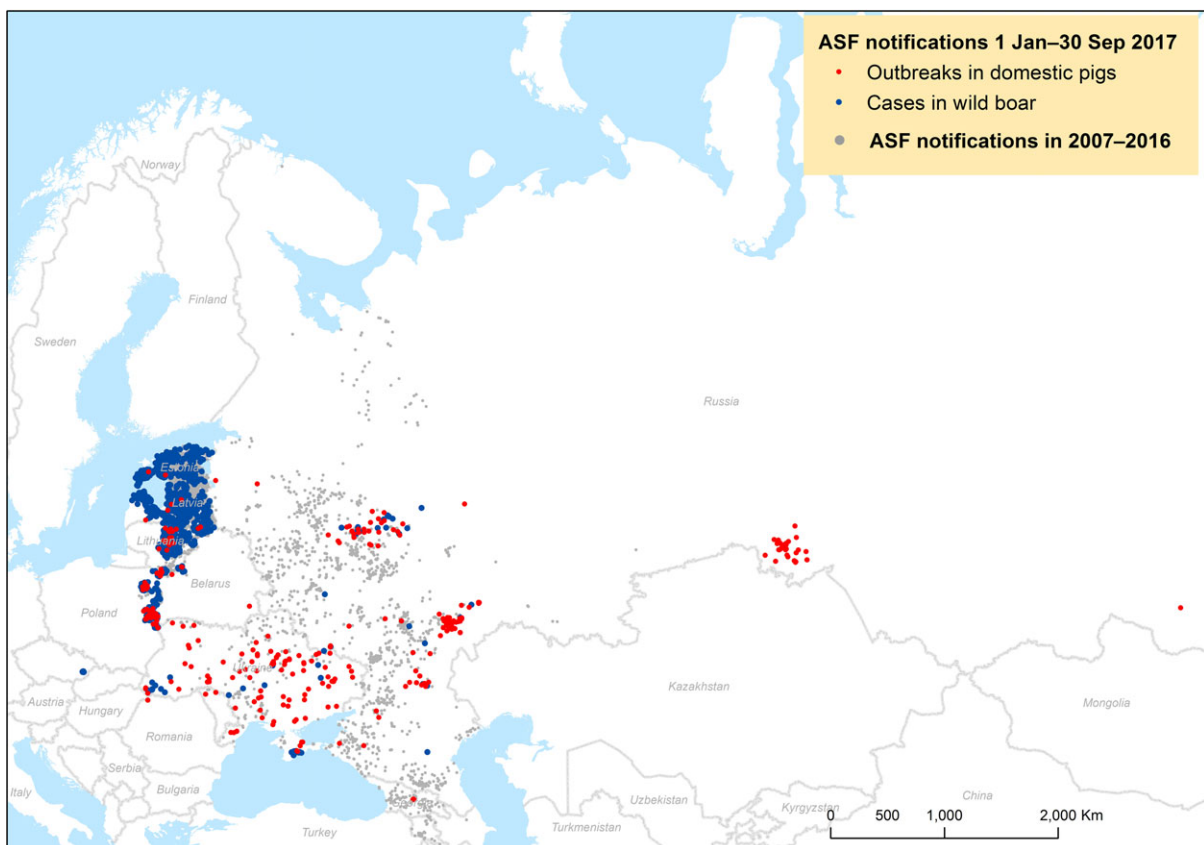 ASF notifications 1 Jan–30 Sep 2017
Outbreaks in domestic pigs
Cases in wild boar
ASF notifications in 2007–2016
Norway
Finland
Sweden
Russia
Estonia
Latvia
Lithuania
Belarus
Poland
Ukraine
Kazakhstan
Austria
Hungary
Mongolia
Romania
Serbia
Italy
Bulgaria
China
Uzbekistan
Kyrgyzstan
Turkey
Turkmenistan
0 500 1,000 2,000 Km